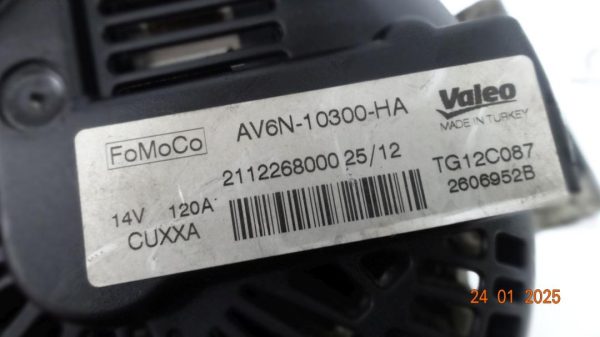 FoMoCo
AV6N-10300-HA
Valeo
MADE IN TURKEY
2112268000 25/12
TG12C087
14V 120A
2606952B
CUXXA
24 01 2025